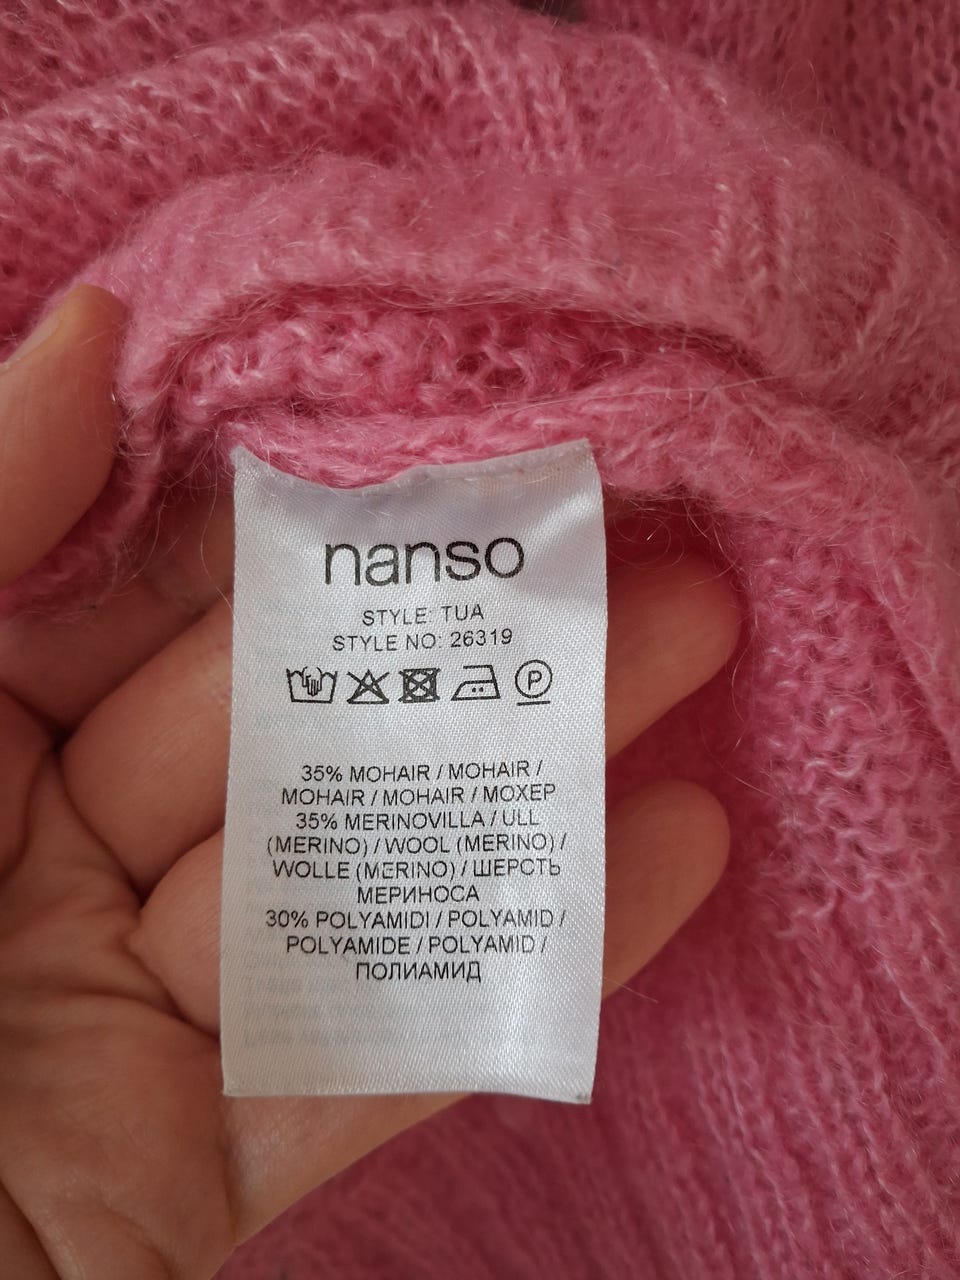 nanso
STYLE: TUA
STYLE NO: 26319
P
35% MOHAIR / MOHAIR /
MOHAIR / MOHAIR / МОХЕР
35% MERINOVILLA / ULL
(MERINO) / WOOL (MERINO) /
WOLLE (MERINO) / ШЕРСТЬ
МЕРИНОСА
30% POLYAMIDI / POLYAMID /
POLYAMIDE / POLYAMID /
ПОЛИАМИД